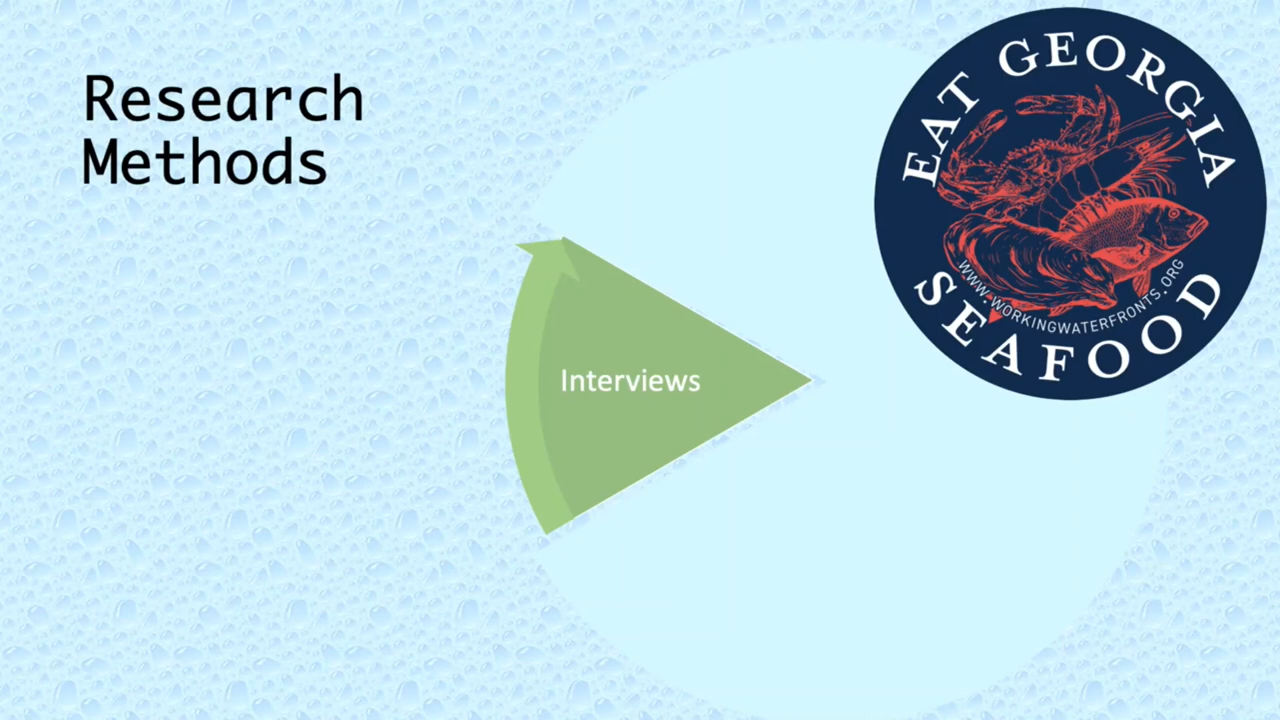 Research
Methods
EAT GEORGIA
WWW.WORKINGWATERFRONTS.ORG
SEAFOOD
Interviews